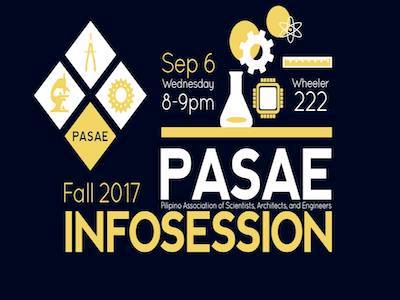 PASAE
Sep 6
Wednesday
8-9pm
Wheeler
222
Fall 2017
PASAE
Pilipino Association of Scientists, Architects, and Engineers
INFOSESSION